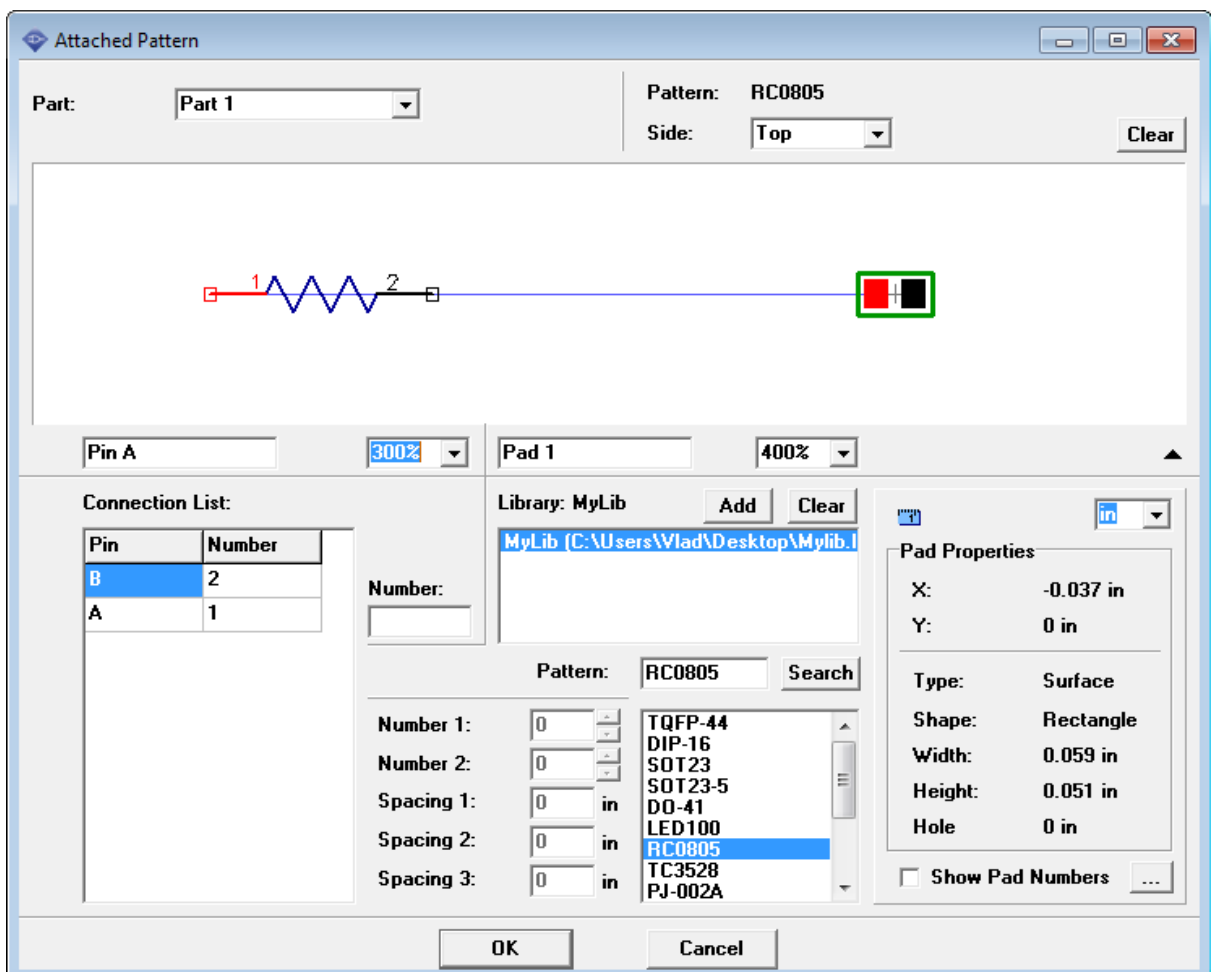 Attached Pattern
Part: Part 1
Pattern: RC0805
Side: Top
Clear
1 2
Pin A 300% Pad 1 400%
Connection List:
Pin Number
B 2
A 1
Number:
Library: MyLib Add Clear
MyLib (C:\Users\Vlad\Desktop\Mylib.l
Pattern: RC0805 Search
Number 1: 0
Number 2: 0
Spacing 1: 0 in
Spacing 2: 0 in
Spacing 3: 0 in
TQFP-44
DIP-16
SOT23
SOT23-5
DO-41
LED100
RC0805
TC3528
PJ-002A
in
Pad Properties
X: -0.037 in
Y: 0 in
Type: Surface
Shape: Rectangle
Width: 0.059 in
Height: 0.051 in
Hole 0 in
Show Pad Numbers ...
OK Cancel